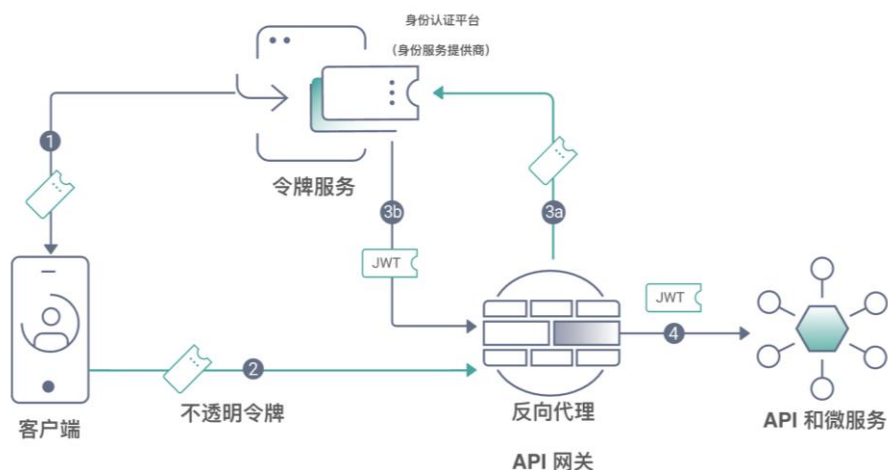 身份认证平台
（身份服务提供商）
1
令牌服务
3b
3a
JWT
JWT
4
2
不透明令牌
客户端
反向代理
API 网关
API 和微服务